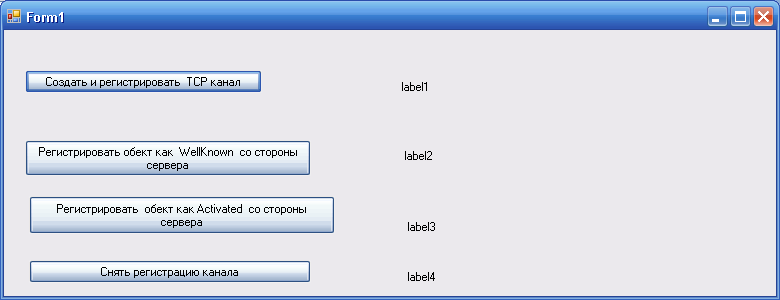 Form1
Создать и регистрировать TCP канал
label1
Регистрировать обект как WellKnown со стороны
сервера
label2
Регистрировать обект как Activated со стороны
сервера
label3
Снять регистрацию канала
label4